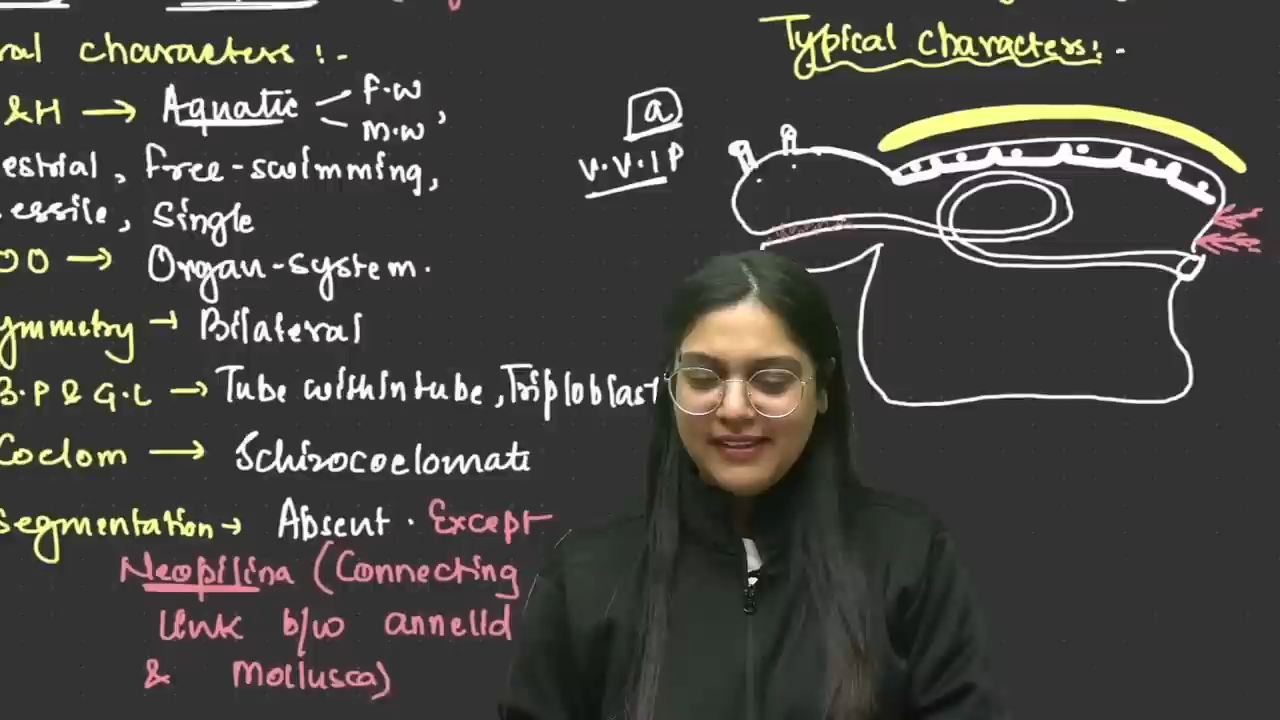 ral characters :-
&H → Aquatic f.w
m.w ,
estrial, free-swimming,
essile, Single
OO → Organ-system.
ymmetry → Bilateral
B.P & G.L → Tube within tube, Triploblast
Coelom → Schizocoelomate
Segmentation → Absent. Except
Neopilina (Connecting
link b/w annelid
& Mollusca)
Typical characters:-
a
V.V.I P